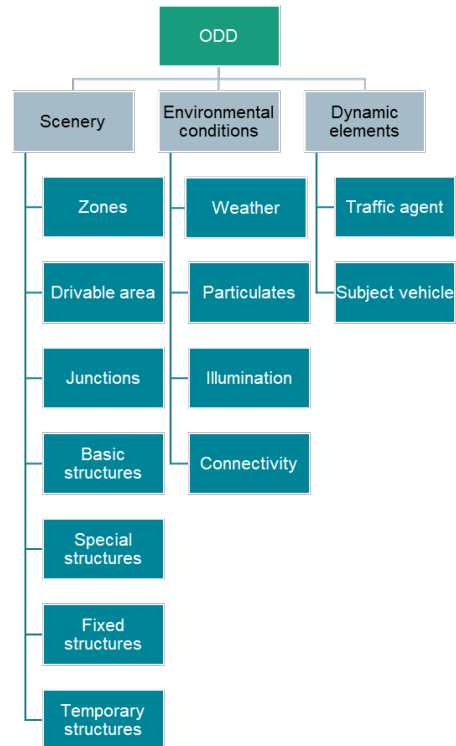 ODD
Scenery
Environmental
conditions
Dynamic
elements
Zones
Drivable area
Junctions
Basic
structures
Special
structures
Fixed
structures
Temporary
structures
Weather
Particulates
Illumination
Connectivity
Traffic agent
Subject vehicle